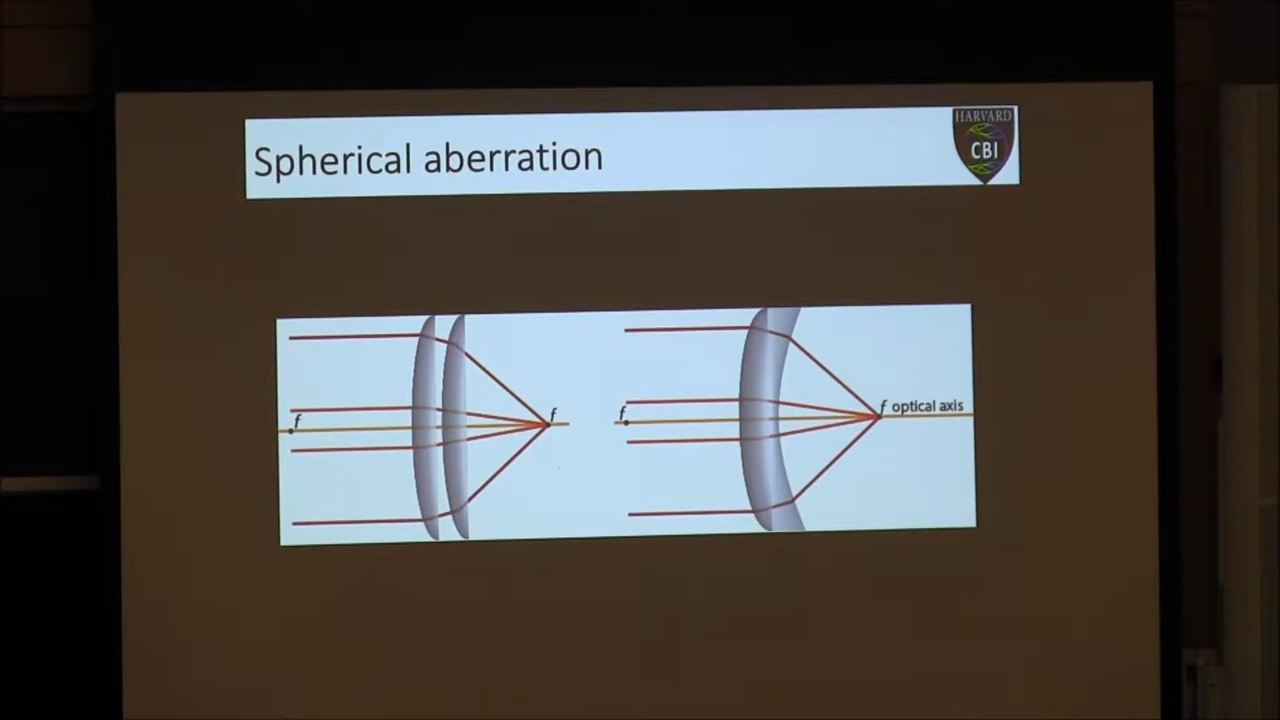 Spherical aberration
HARVARD
CBI
f
f
f
f optical axis